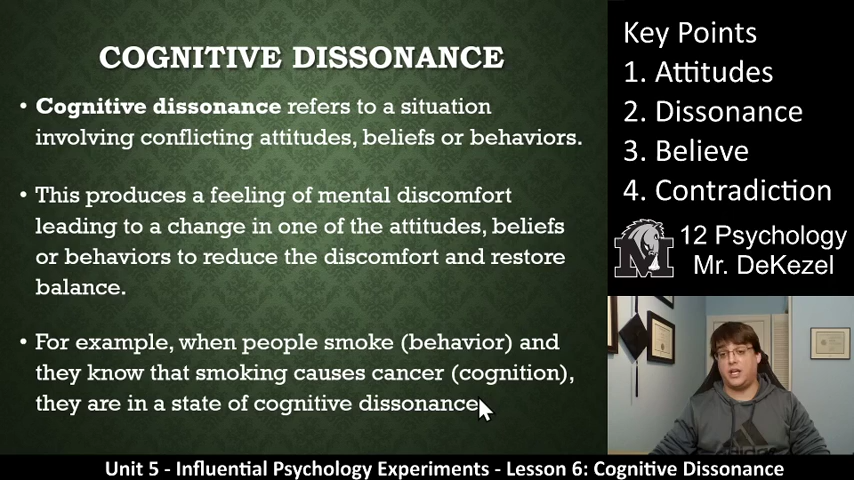 COGNITIVE DISSONANCE
• Cognitive dissonance refers to a situation
involving conflicting attitudes, beliefs or behaviors.
• This produces a feeling of mental discomfort
leading to a change in one of the attitudes, beliefs
or behaviors to reduce the discomfort and restore
balance.
• For example, when people smoke (behavior) and
they know that smoking causes cancer (cognition),
they are in a state of cognitive dissonance
Key Points
1. Attitudes
2. Dissonance
3. Believe
4. Contradiction
M
12 Psychology
Mr. DeKezel
Unit 5 - Influential Psychology Experiments - Lesson 6: Cognitive Dissonance